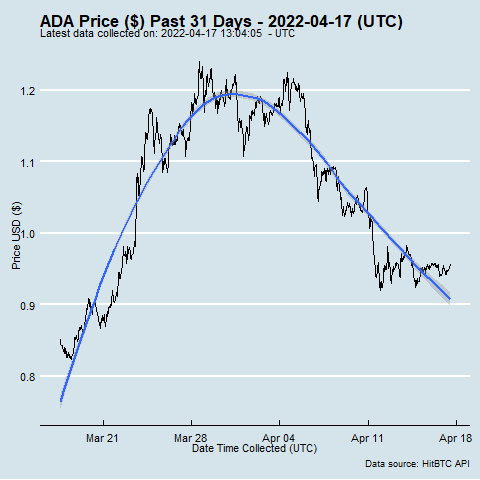 ADA Price ($) Past 31 Days - 2022-04-17 (UTC)
Latest data collected on: 2022-04-17 13:04:05 - UTC
1.2
1.1
1.0
0.9
0.8
Price USD ($)
Mar 21 Mar 28 Apr 04 Apr 11 Apr 18
Date Time Collected (UTC)
Data source: HitBTC API